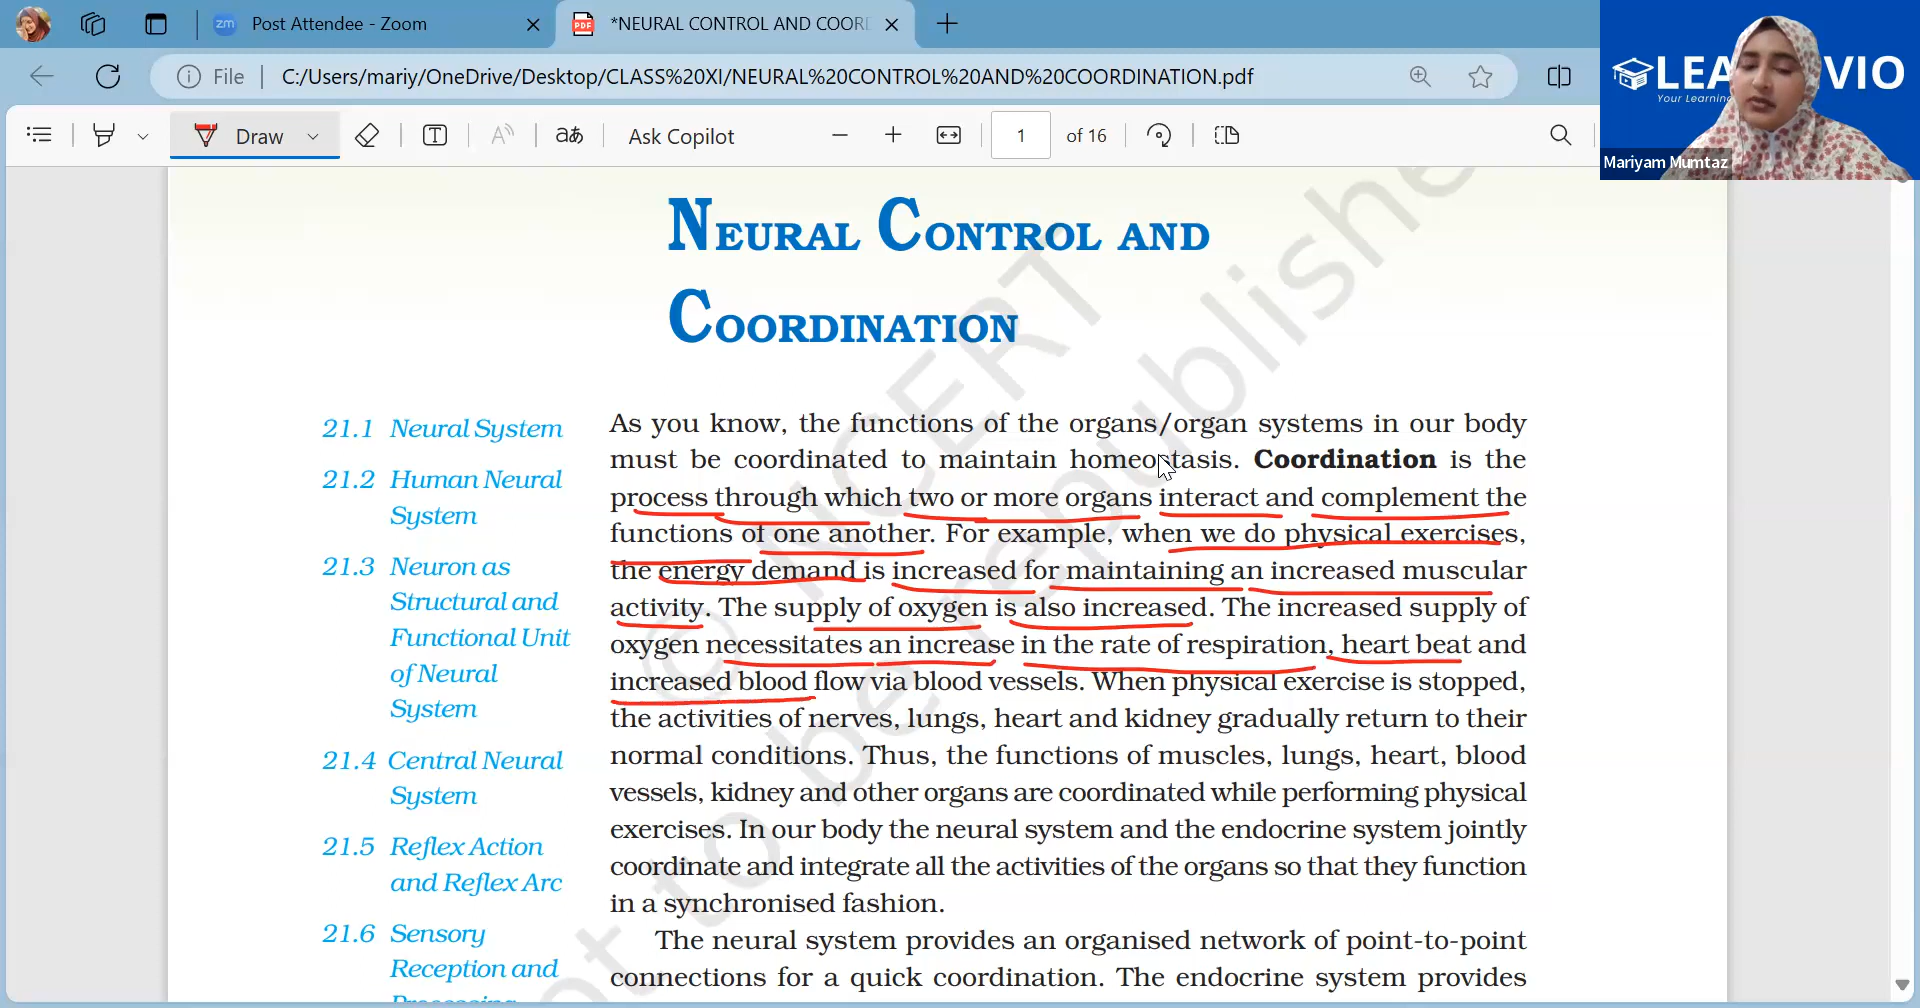 Post Attendee - Zoom
*NEURAL CONTROL AND COOR
File
C:/Users/mariy/OneDrive/Desktop/CLASS%20XI/NEURAL%20CONTROL%20AND%20COORDINATION.pdf
Draw
Ask Copilot
1
of 16
LEA VIO
Your Learning
Mariyam Mumtaz
NEURAL CONTROL AND
COORDINATION
21.1 Neural System
21.2 Human Neural
System
21.3 Neuron as
Structural and
Functional Unit
of Neural
System
21.4 Central Neural
System
21.5 Reflex Action
and Reflex Arc
21.6 Sensory
Reception and
Processing
As you know, the functions of the organs/organ systems in our body
must be coordinated to maintain homeostasis. Coordination is the
process through which two or more organs interact and complement the
functions of one another. For example, when we do physical exercises,
the energy demand is increased for maintaining an increased muscular
activity. The supply of oxygen is also increased. The increased supply of
oxygen necessitates an increase in the rate of respiration, heart beat and
increased blood flow via blood vessels. When physical exercise is stopped,
the activities of nerves, lungs, heart and kidney gradually return to their
normal conditions. Thus, the functions of muscles, lungs, heart, blood
vessels, kidney and other organs are coordinated while performing physical
exercises. In our body the neural system and the endocrine system jointly
coordinate and integrate all the activities of the organs so that they function
in a synchronised fashion.
The neural system provides an organised network of point-to-point
connections for a quick coordination. The endocrine system provides
© NCERT
not to be republishe